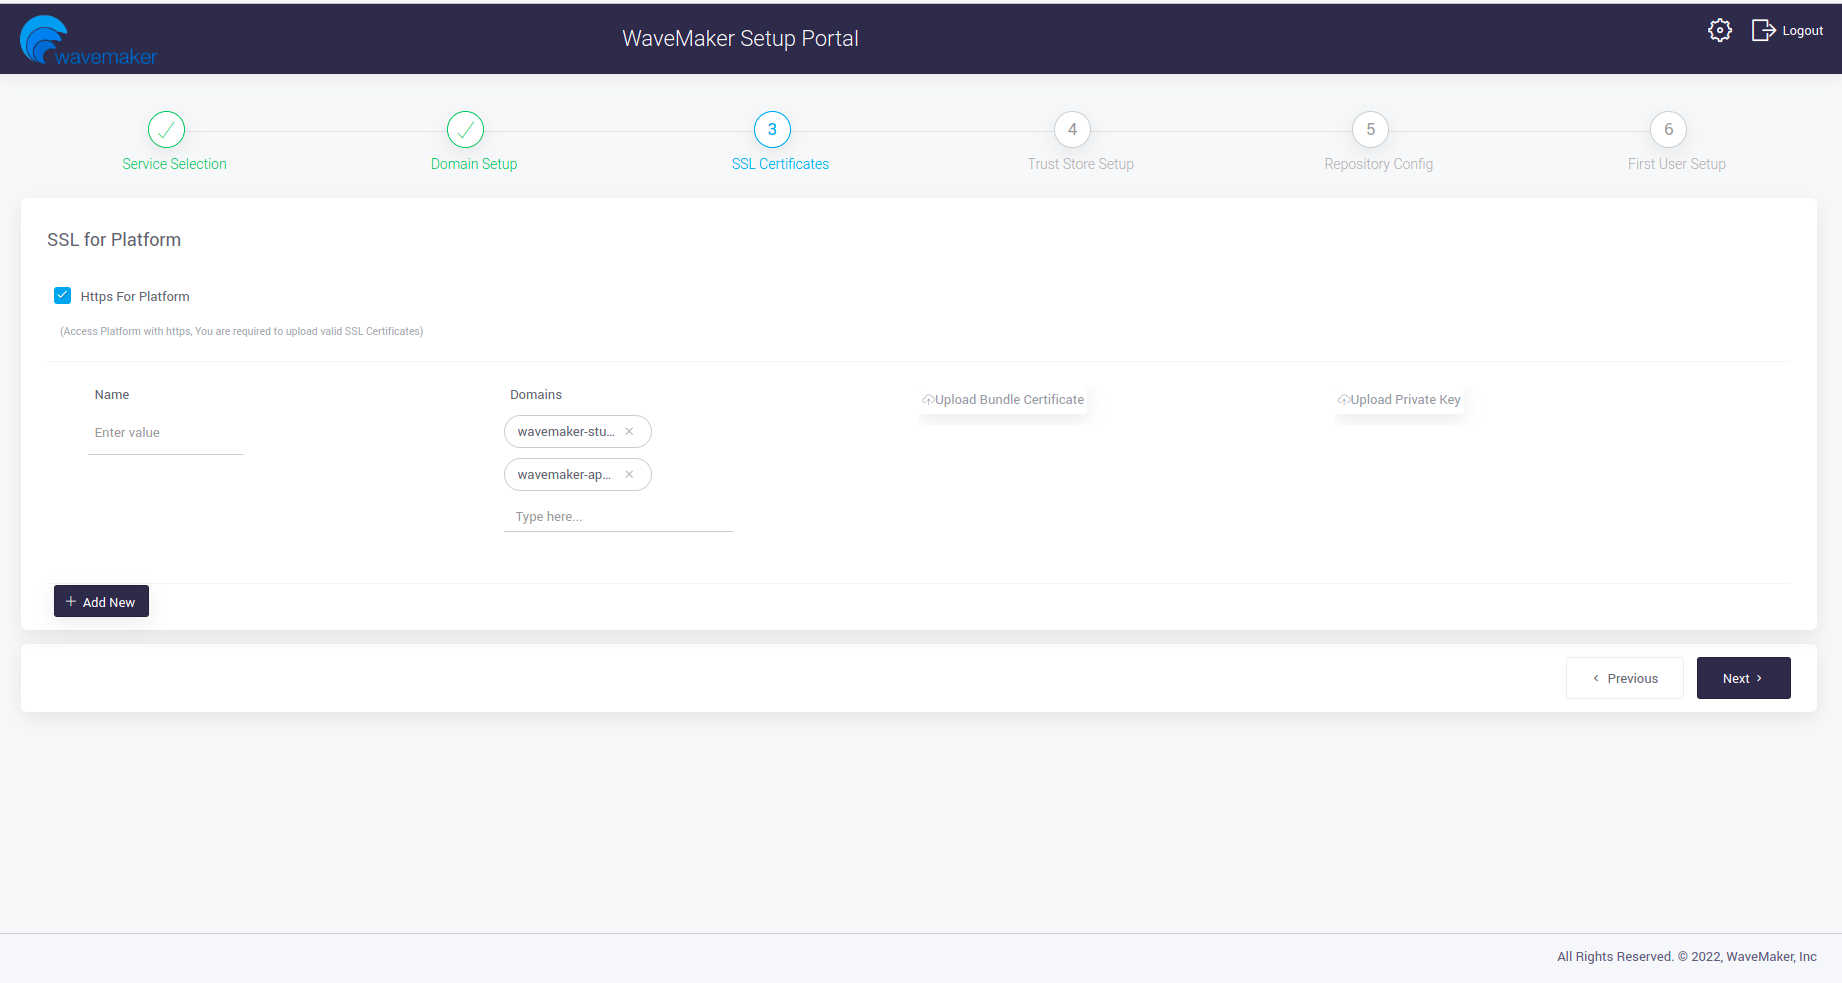 wavemaker
WaveMaker Setup Portal
Logout
3
4
5
6
Service Selection
Domain Setup
SSL Certificates
Trust Store Setup
Repository Config
First User Setup
SSL for Platform
Https For Platform
(Access Platform with https, You are required to upload valid SSL Certificates)
Name
Domains
Upload Bundle Certificate
Upload Private Key
Enter value
wavemaker-stu...
wavemaker-ap...
Type here...
Add New
Previous
Next
All Rights Reserved. © 2022, WaveMaker, Inc